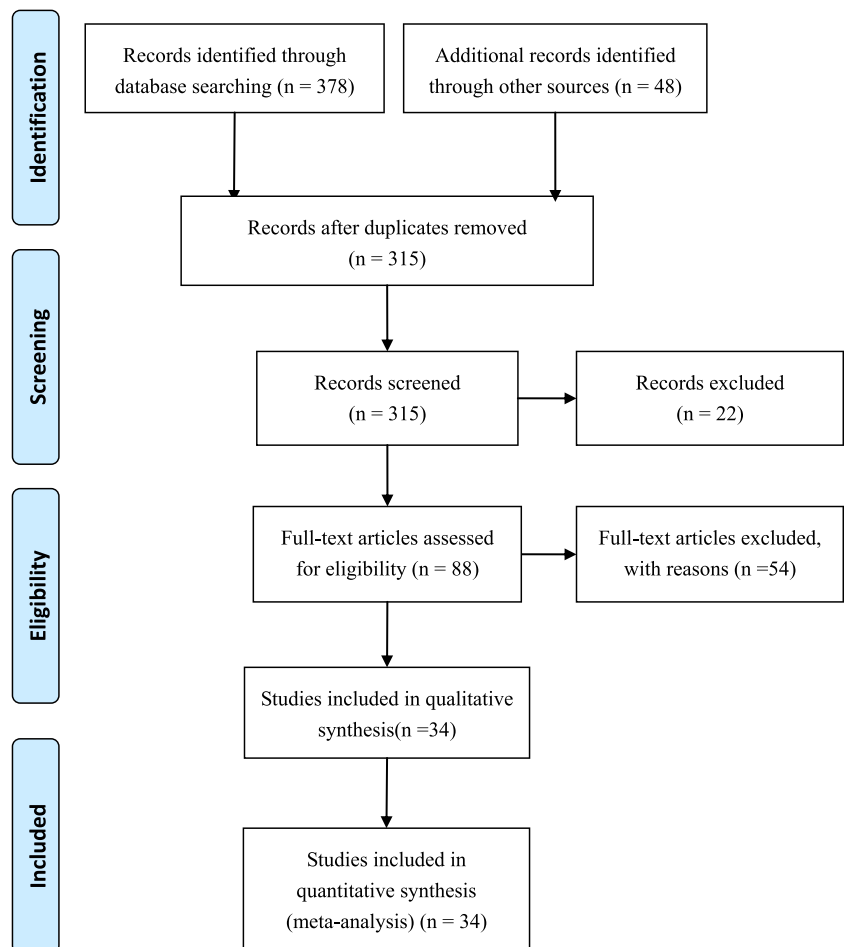 Identification
Records identified through
database searching (n = 378)
Additional records identified
through other sources (n = 48)
Records after duplicates removed
(n = 315)
Screening
Records screened
(n = 315)
Records excluded
(n = 22)
Eligibility
Full-text articles assessed
for eligibility (n = 88)
Full-text articles excluded,
with reasons (n =54)
Studies included in qualitative
synthesis(n =34)
Included
Studies included in
quantitative synthesis
(meta-analysis) (n = 34)